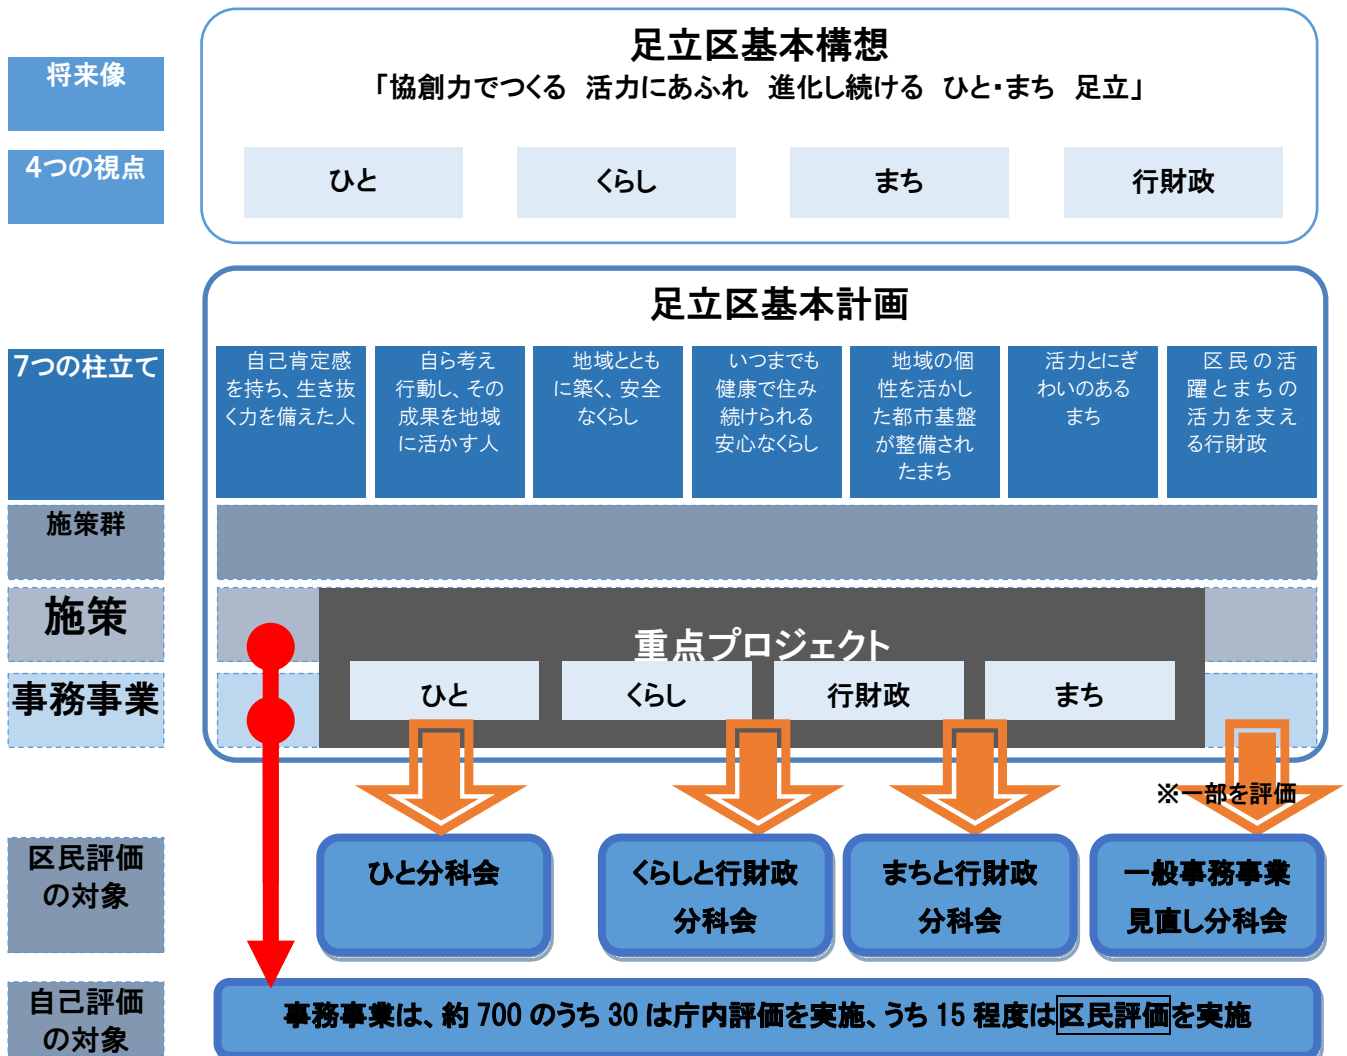 足立区基本構想
「協創力でつくる 活力にあふれ 進化し続ける ひと・まち 足立」
将来像
4つの視点
ひと
くらし
まち
行財政
足立区基本計画
7つの柱立て
自己肯定感
を持ち、生き抜
く力を備えた人
自ら考え
行動し、その
成果を地域
に活かす人
地域ととも
に築く、安全
なくらし
いつまでも
健康で住み
続けられる
安心なくらし
地域の個
性を活かし
た都市基盤
が整備され
たまち
活力とにぎ
わいのある
まち
区民の活
躍とまちの
活力を支え
る行財政
施策群
施策
重点プロジェクト
事務事業
ひと
くらし
行財政
まち
※一部を評価
区民評価
の対象
ひと分科会
くらしと行財政
分科会
まちと行財政
分科会
一般事務事業
見直し分科会
自己評価
の対象
事務事業は、約 700 のうち 30 は庁内評価を実施、うち 15 程度は区民評価を実施